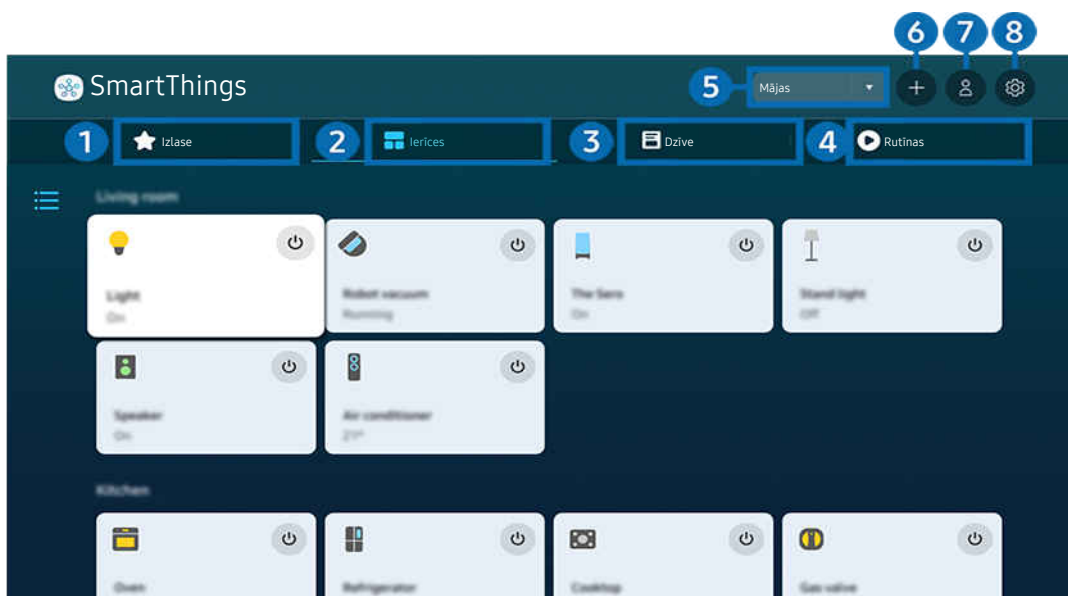 6 7 8
SmartThings
5 Mājas
1 Izlase 2 Ierīces 3 Dzīve 4 Rutīnas
Living room
Light Robot vacuum The Sero Stand light
On Running On Off
Speaker Air conditioner
On 21°
Kitchen
Oven Refrigerator Cooktop Gas valve